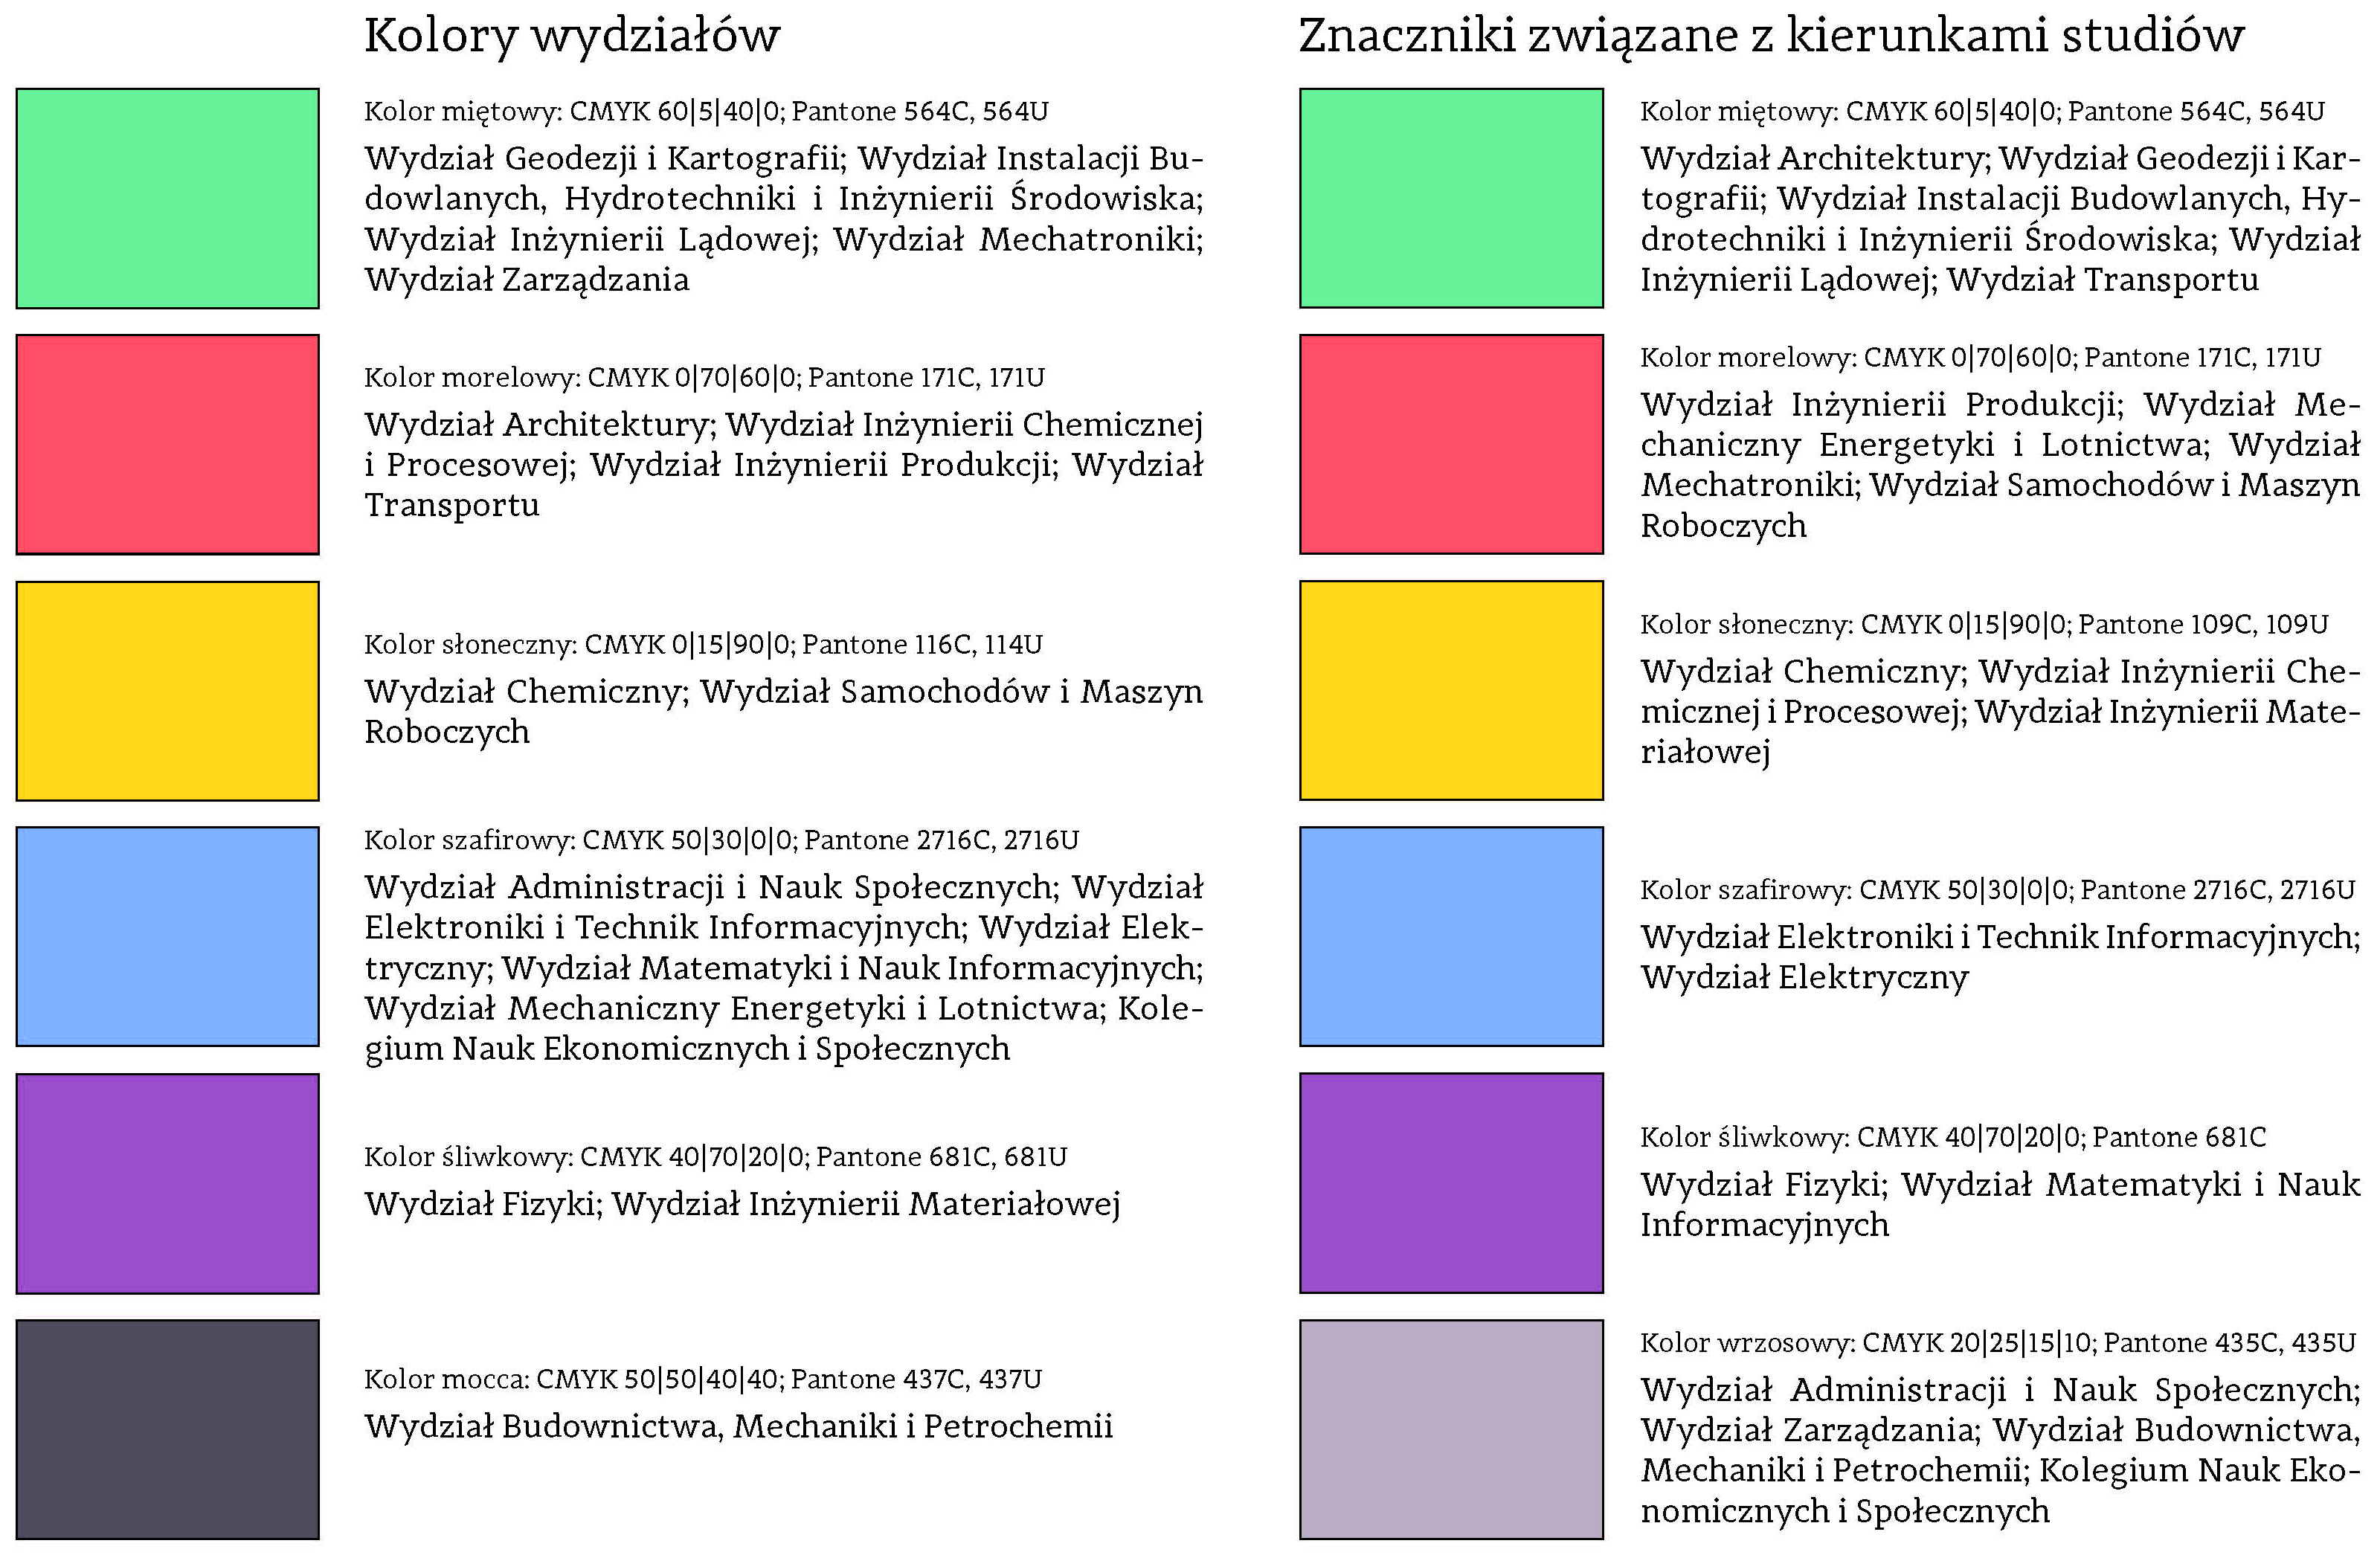 Kolory wydziałów
Kolor miętowy: CMYK 60|5|40|0; Pantone 564C, 564U
Wydział Geodezji i Kartografii; Wydział Instalacji Bu-
dowlanych, Hydrotechniki i Inżynierii Środowiska;
Wydział Inżynierii Lądowej; Wydział Mechatroniki;
Wydział Zarządzania
Kolor morelowy: CMYK 0|70|60|0; Pantone 171C, 171U
Wydział Architektury; Wydział Inżynierii Chemicznej
i Procesowej; Wydział Inżynierii Produkcji; Wydział
Transportu
Kolor słoneczny: CMYK 0|15|90|0; Pantone 116C, 114U
Wydział Chemiczny; Wydział Samochodów i Maszyn
Roboczych
Kolor szafirowy: CMYK 50|30|0|0; Pantone 2716C, 2716U
Wydział Administracji i Nauk Społecznych; Wydział
Elektroniki i Technik Informacyjnych; Wydział Elek-
tryczny; Wydział Matematyki i Nauk Informacyjnych;
Wydział Mechaniczny Energetyki i Lotnictwa; Kole-
gium Nauk Ekonomicznych i Społecznych
Kolor śliwkowy: CMYK 40|70|20|0; Pantone 681C, 681U
Wydział Fizyki; Wydział Inżynierii Materiałowej
Kolor mocca: CMYK 50|50|40|40; Pantone 437C, 437U
Wydział Budownictwa, Mechaniki i Petrochemii
Znaczniki związane z kierunkami studiów
Kolor miętowy: CMYK 60|5|40|0; Pantone 564C, 564U
Wydział Architektury; Wydział Geodezji i Kar-
tografii; Wydział Instalacji Budowlanych, Hy-
drotechniki i Inżynierii Środowiska; Wydział
Inżynierii Lądowej; Wydział Transportu
Kolor morelowy: CMYK 0|70|60|0; Pantone 171C, 171U
Wydział Inżynierii Produkcji; Wydział Me-
chaniczny Energetyki i Lotnictwa; Wydział
Mechatroniki; Wydział Samochodów i Maszyn
Roboczych
Kolor słoneczny: CMYK 0|15|90|0; Pantone 109C, 109U
Wydział Chemiczny; Wydział Inżynierii Che-
micznej i Procesowej; Wydział Inżynierii Mate-
riałowej
Kolor szafirowy: CMYK 50|30|0|0; Pantone 2716C, 2716U
Wydział Elektroniki i Technik Informacyjnych;
Wydział Elektryczny
Kolor śliwkowy: CMYK 40|70|20|0; Pantone 681C
Wydział Fizyki; Wydział Matematyki i Nauk
Informacyjnych
Kolor wrzosowy: CMYK 20|25|15|10; Pantone 435C, 435U
Wydział Administracji i Nauk Społecznych;
Wydział Zarządzania; Wydział Budownictwa,
Mechaniki i Petrochemii; Kolegium Nauk Eko-
nomicznych i Społecznych